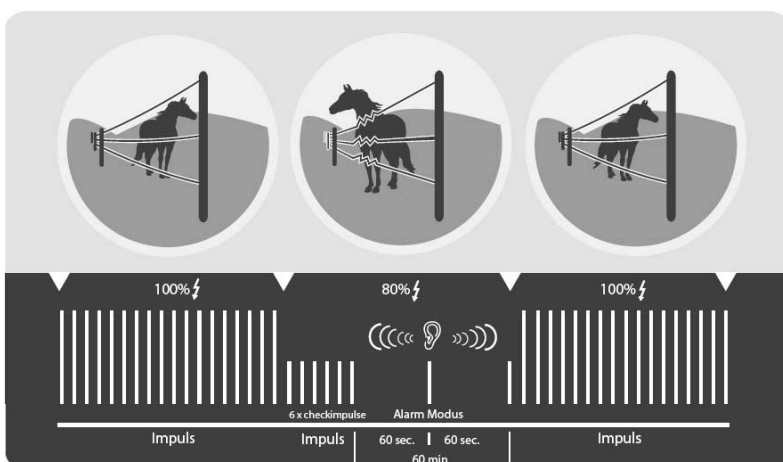 100% 80% 100%
6 x checkimpulse Alarm Modus
Impuls Impuls 60 sec. 60 sec. Impuls
60 min